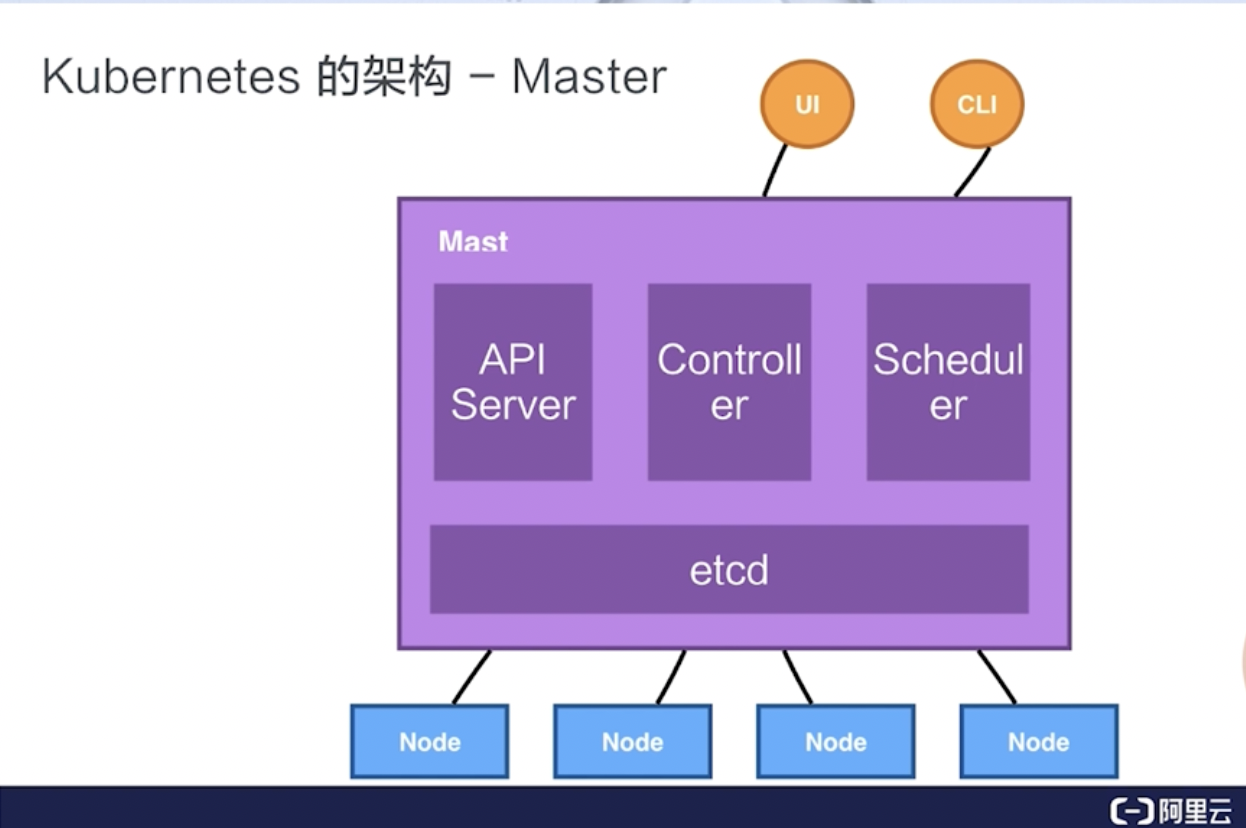 Kubernetes 的架构 – Master
UI
CLI
Mast
API
Server
Controll
er
Schedul
er
etcd
Node
Node
Node
Node
阿里云